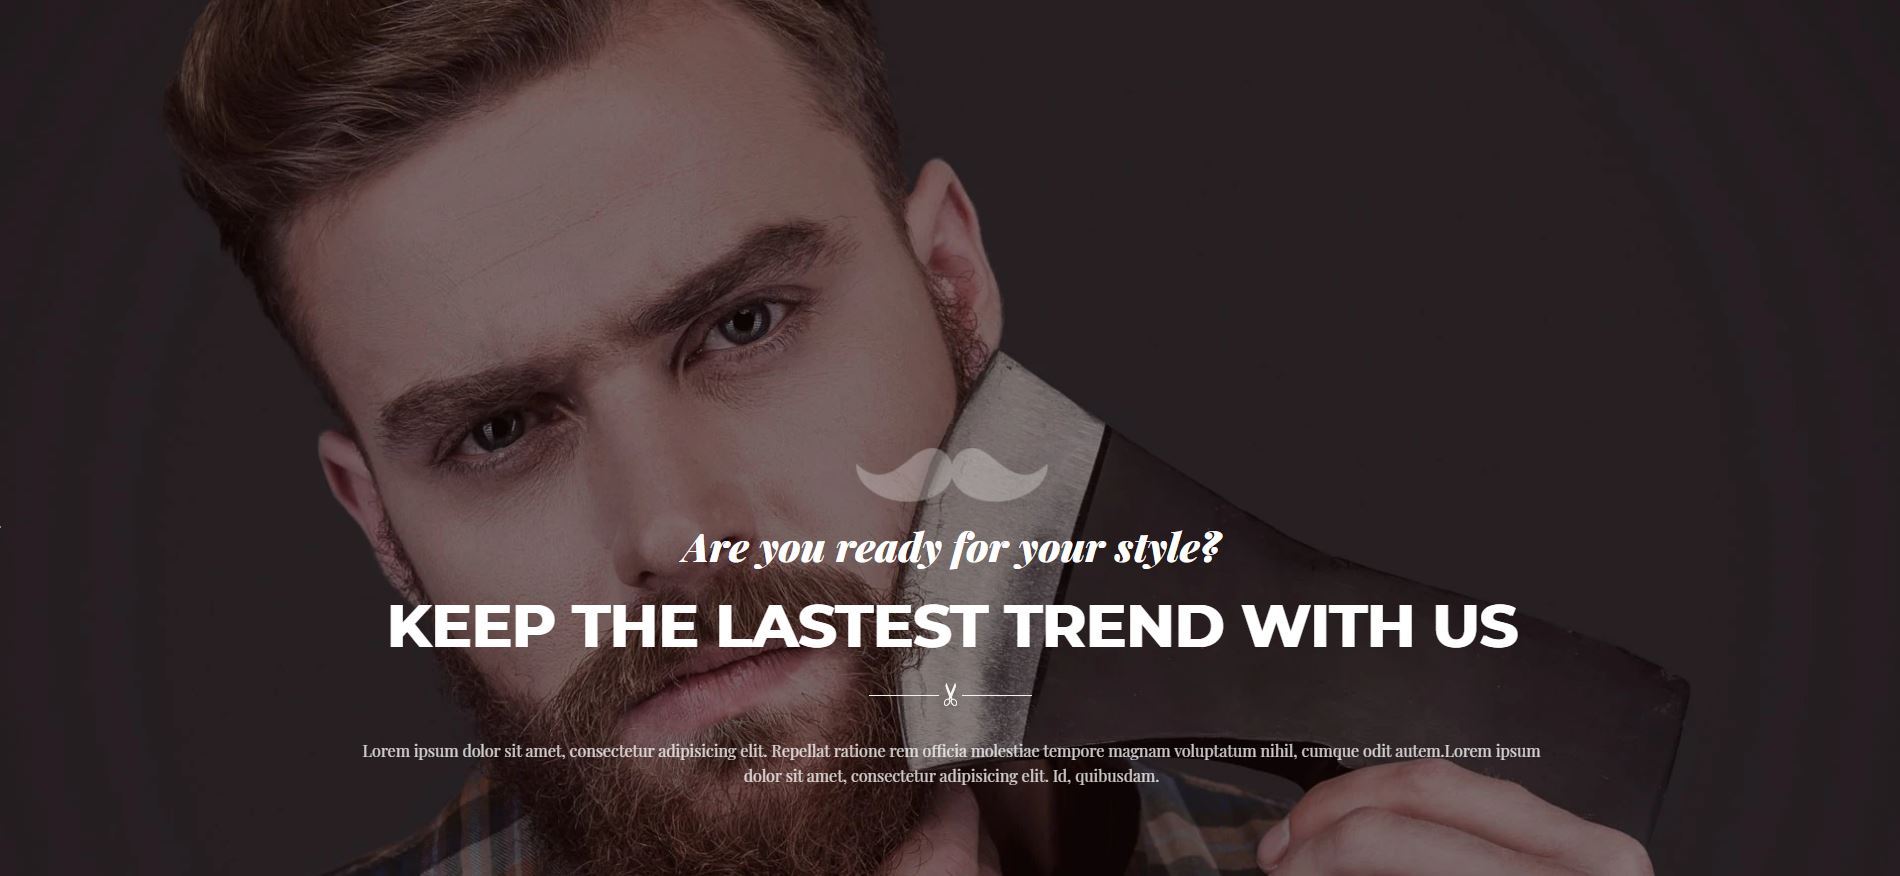 Are you ready for your style?
KEEP THE LASTEST TREND WITH US
Lorem ipsum dolor sit amet, consectetur adipisicing elit. Repellat ratione rem officia molestiae tempore magnam voluptatum nihil, cumque odit autem.Lorem ipsum
dolor sit amet, consectetur adipisicing elit. Id, quibusdam.